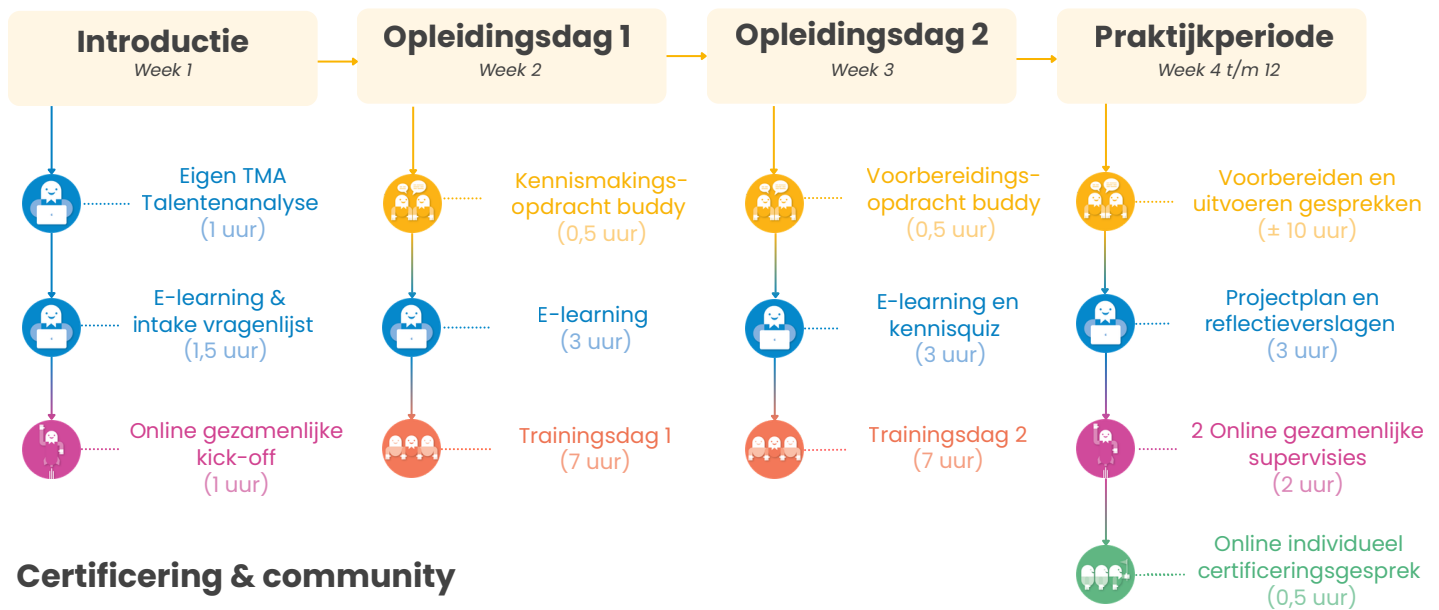 Introductie
Week 1
Eigen TMA
Talentenanalyse
(1 uur)
E-learning &
intake vragenlijst
(1,5 uur)
Online gezamenlijke
kick-off
(1 uur)
Opleidingsdag 1
Week 2
Kennismakings-
opdracht buddy
(0,5 uur)
E-learning
(3 uur)
Trainingsdag 1
(7 uur)
Opleidingsdag 2
Week 3
Voorbereidings-
opdracht buddy
(0,5 uur)
E-learning en
kennisquiz
(3 uur)
Trainingsdag 2
(7 uur)
Praktijkperiode
Week 4 t/m 12
Voorbereiden en
uitvoeren gesprekken
(± 10 uur)
Projectplan en
reflectieverslagen
(3 uur)
2 Online gezamenlijke
supervisies
(2 uur)
Online individueel
certificeringsgesprek
(0,5 uur)
Certificering & community